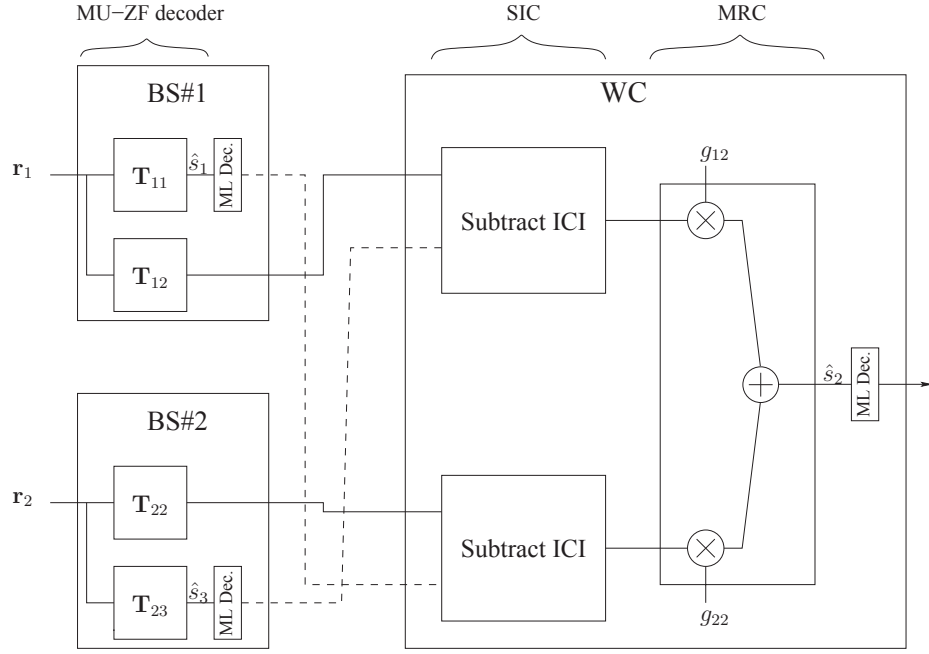 MU−ZF decoder
SIC
MRC
BS#1
WC
r₁
T₁₁
ŝ₁
ML Dec.
g₁₂
Subtract ICI
T₁₂
ŝ₂
ML Dec.
BS#2
r₂
T₂₂
Subtract ICI
T₂₃
ŝ₃
ML Dec.
g₂₂